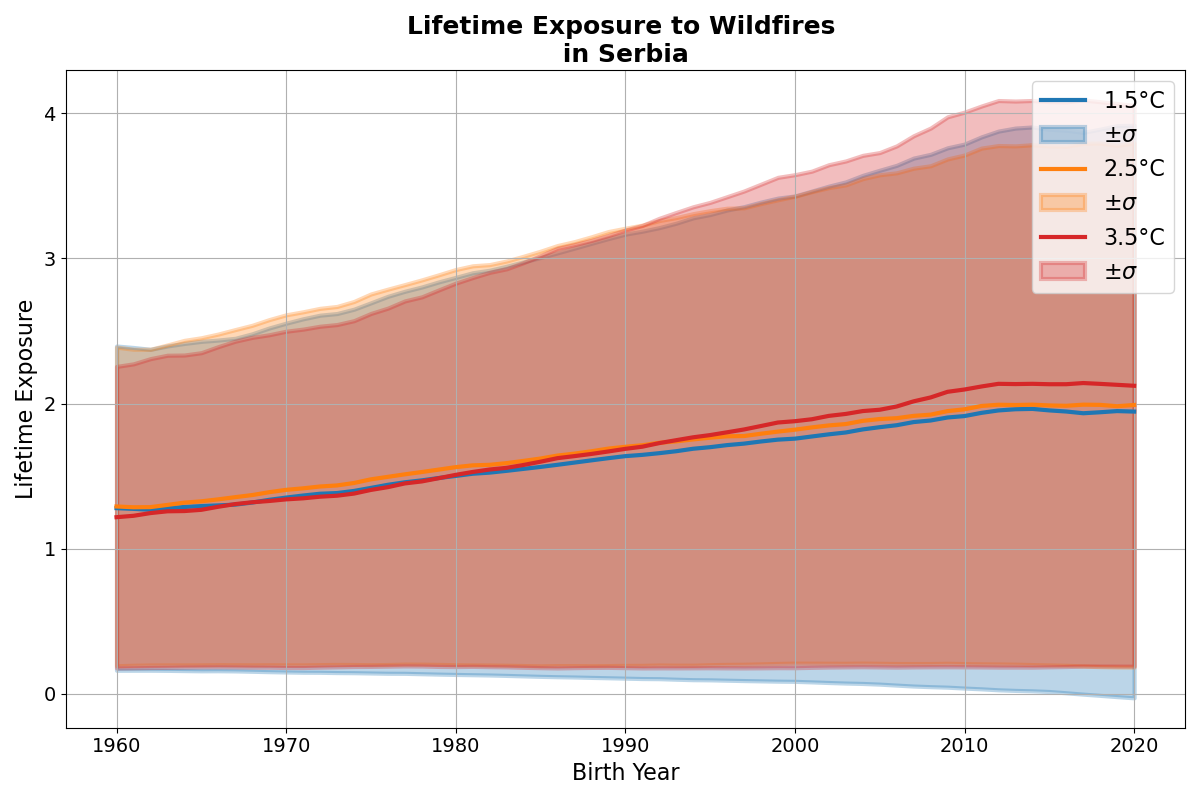 Lifetime Exposure to Wildfires
in Serbia
1.5°C
±σ
2.5°C
±σ
3.5°C
±σ
Lifetime Exposure
4
3
2
1
0
1960
1970
1980
1990
2000
2010
2020
Birth Year